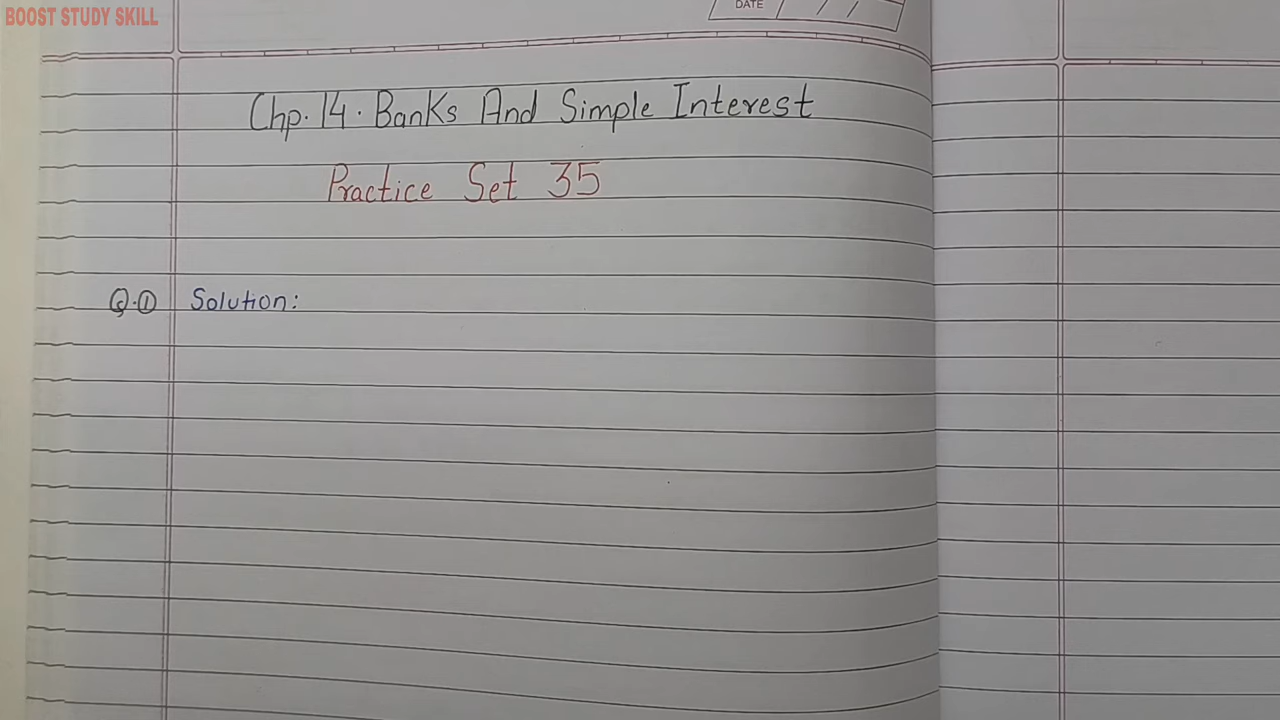 BOOST STUDY SKILL
DATE
Chp. 14. Banks And Simple Interest
Practice Set 35
Q.① Solution: